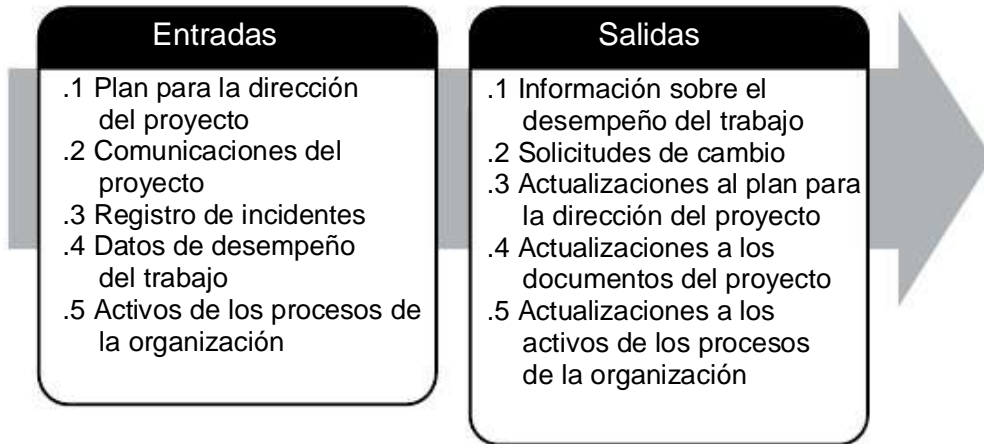 Entradas
.1 Plan para la dirección
del proyecto
.2 Comunicaciones del
proyecto
.3 Registro de incidentes
.4 Datos de desempeño
del trabajo
.5 Activos de los procesos de
la organización
Salidas
.1 Información sobre el
desempeño del trabajo
.2 Solicitudes de cambio
.3 Actualizaciones al plan para
la dirección del proyecto
.4 Actualizaciones a los
documentos del proyecto
.5 Actualizaciones a los
activos de los procesos
de la organización